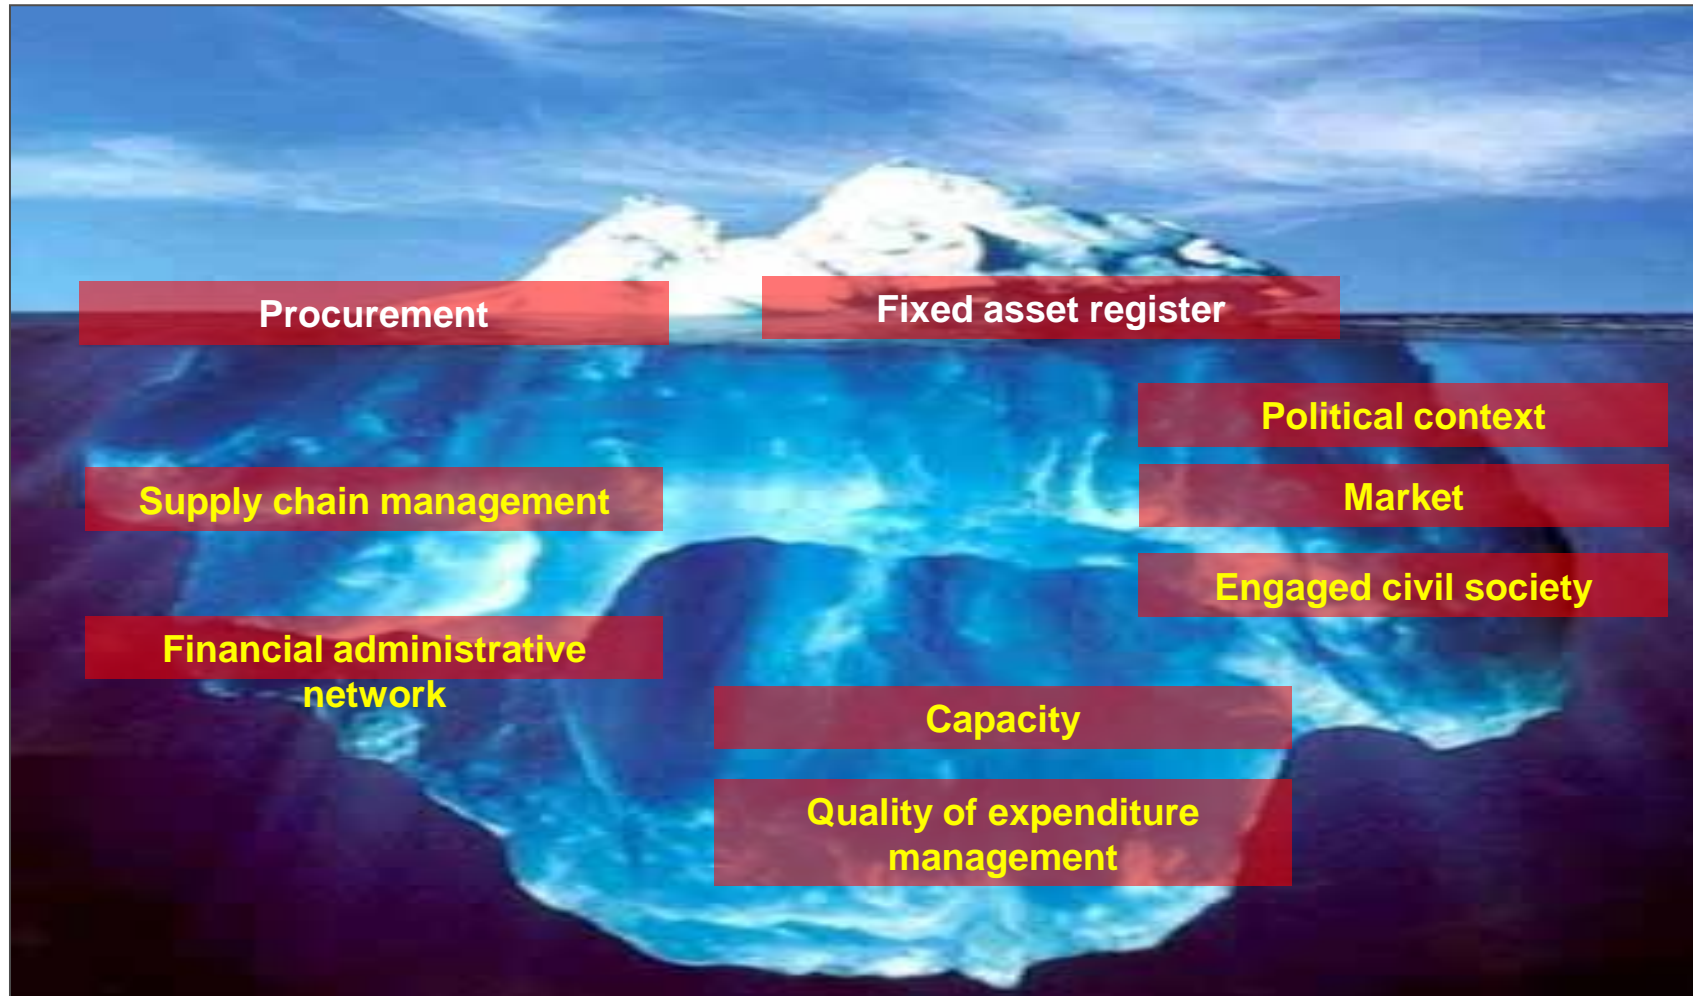 Procurement
Fixed asset register
Political context
Supply chain management
Market
Engaged civil society
Financial administrative
network
Capacity
Quality of expenditure
management